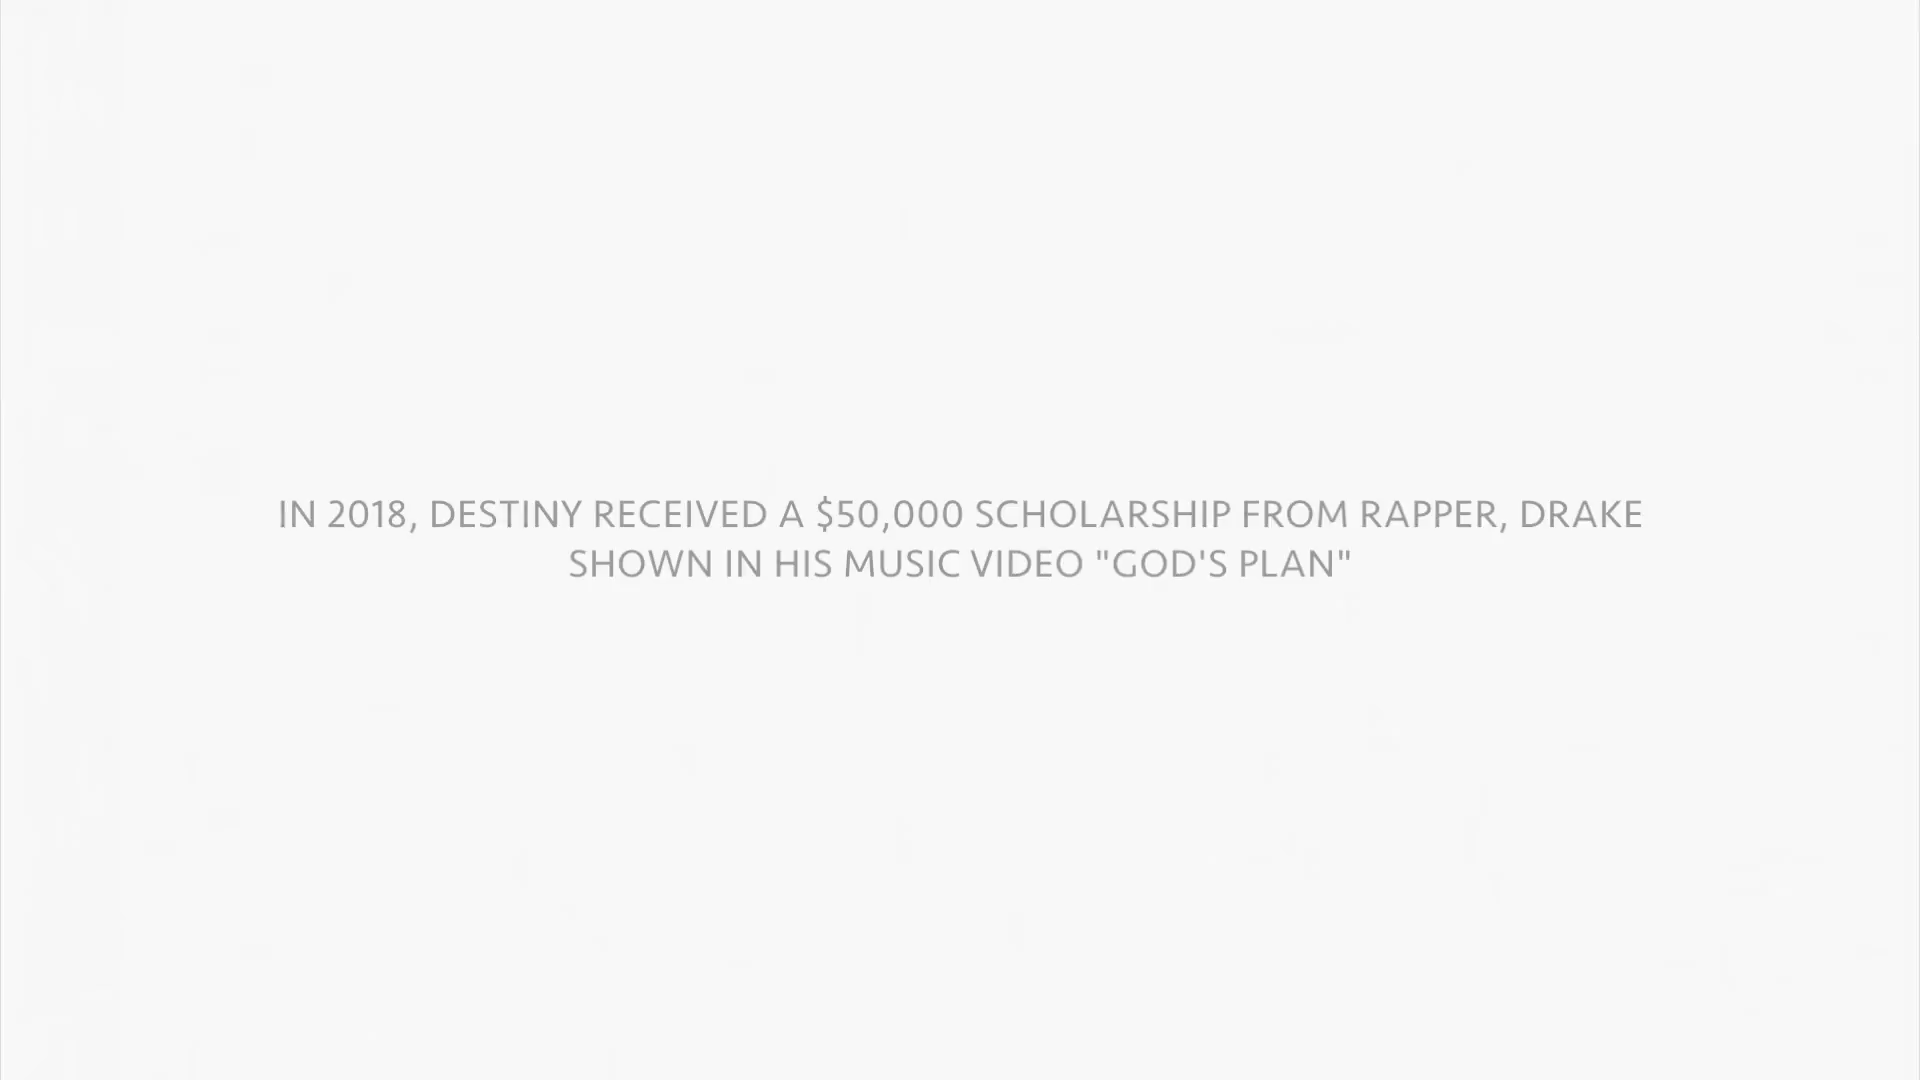 IN 2018, DESTINY RECEIVED A $50,000 SCHOLARSHIP FROM RAPPER, DRAKE
SHOWN IN HIS MUSIC VIDEO "GOD'S PLAN"